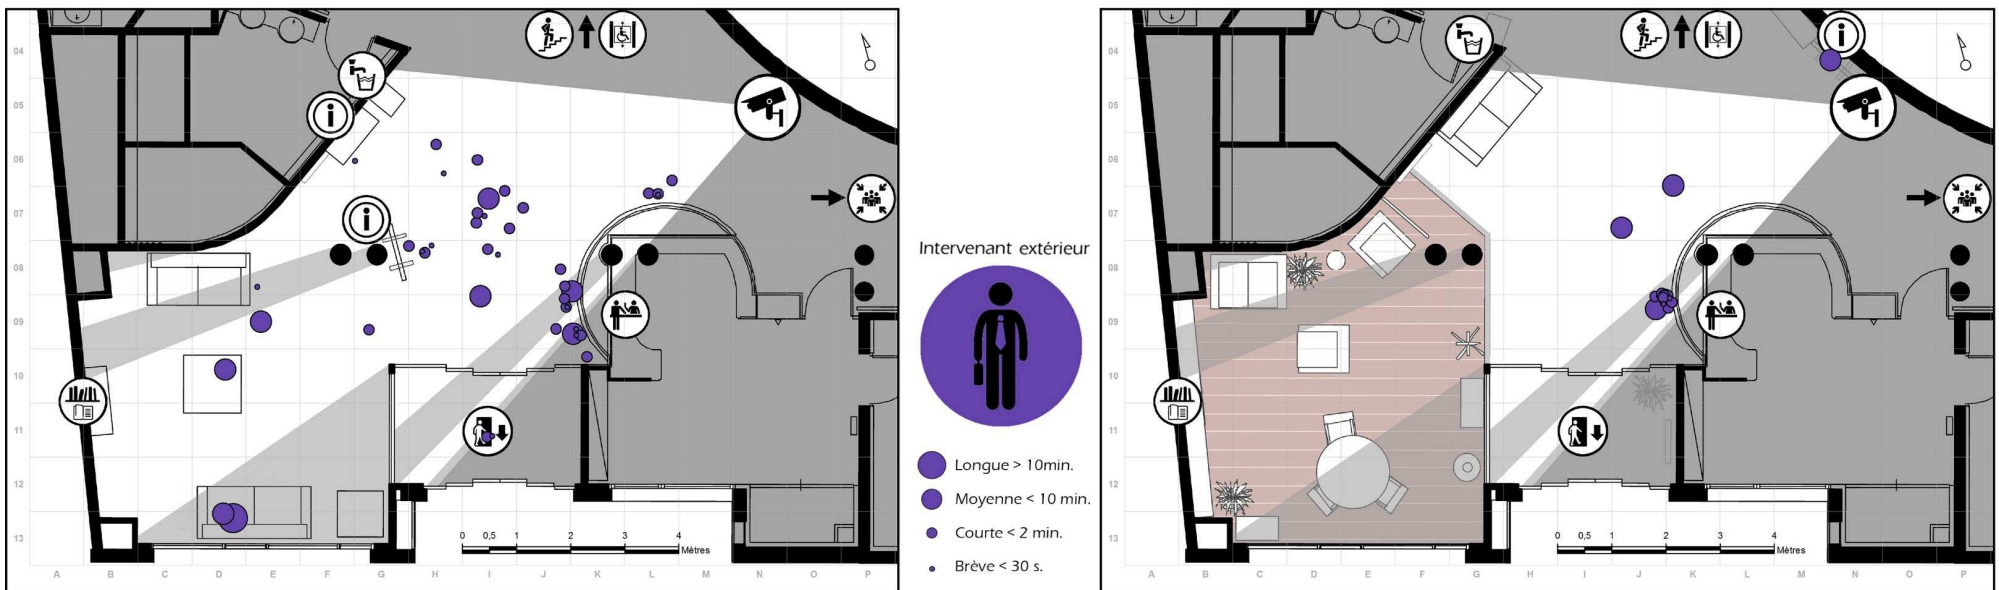 04
05
06
07
08
09
10
11
12
13
A B C D E F G H I J K L M N O P
0 0,5 1 2 3 4
Mètres
Intervenant extérieur
Longue > 10min.
Moyenne < 10 min.
Courte < 2 min.
Brève < 30 s.
04
05
06
07
08
09
10
11
12
13
A B C D E F G H I J K L M N O P
0 0,5 1 2 3 4
Mètres